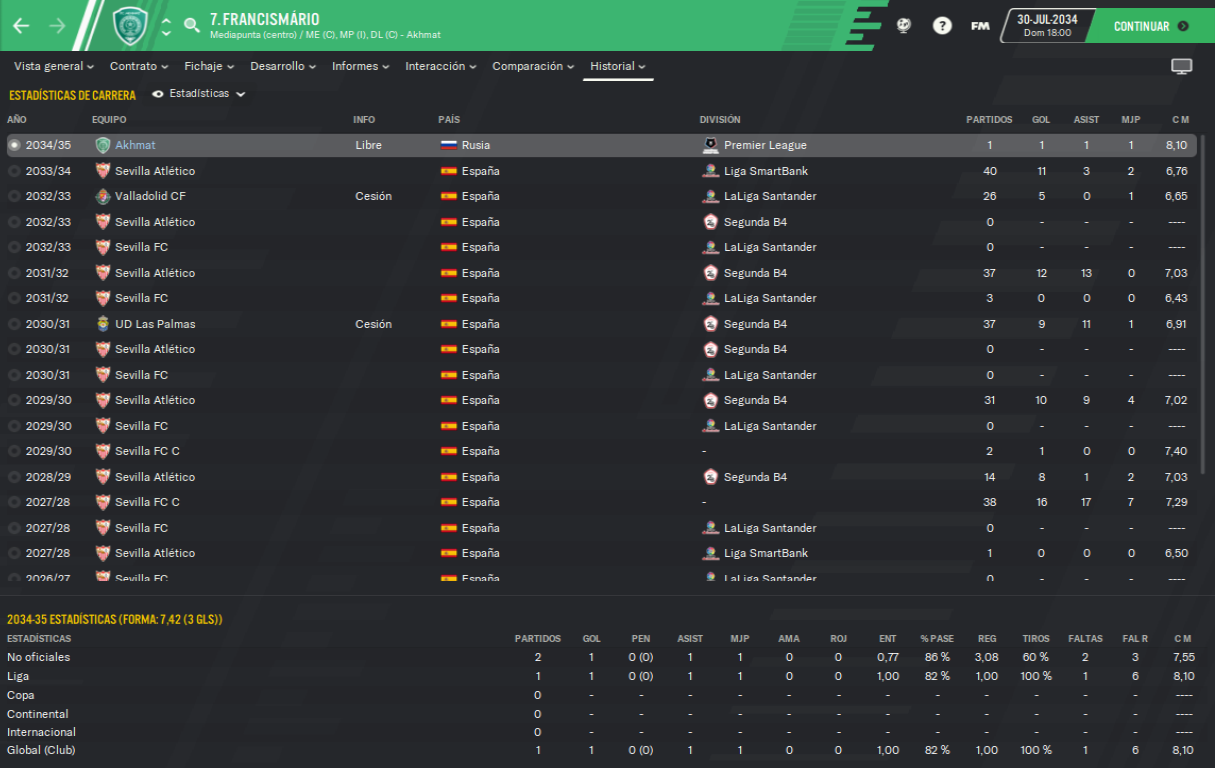 7. FRANCISMÁRIO
Mediapunta (centro) / ME (C), MP (I), DL (C) - Akhmat
?
FM
30-JUL-2034
Dom 18:00
CONTINUAR
Vista general Contrato Fichaje Desarrollo Informes Interacción Comparación Historial
ESTADÍSTICAS DE CARRERA Estadísticas
AÑO EQUIPO INFO PAÍS DIVISIÓN PARTIDOS GOL ASIST MJP C M
2034/35 Akhmat Libre Rusia Premier League 1 1 1 1 8,10
2033/34 Sevilla Atlético España Liga SmartBank 40 11 3 2 6,76
2032/33 Valladolid CF Cesión España LaLiga Santander 26 5 0 1 6,65
2032/33 Sevilla Atlético España Segunda B4 0 - - - ----
2032/33 Sevilla FC España LaLiga Santander 0 - - - ----
2031/32 Sevilla Atlético España Segunda B4 37 12 13 0 7,03
2031/32 Sevilla FC España LaLiga Santander 3 0 0 0 6,43
2030/31 UD Las Palmas Cesión España Segunda B4 37 9 11 1 6,91
2030/31 Sevilla Atlético España Segunda B4 0 - - - ----
2030/31 Sevilla FC España LaLiga Santander 0 - - - ----
2029/30 Sevilla Atlético España Segunda B4 31 10 9 4 7,02
2029/30 Sevilla FC España LaLiga Santander 0 - - - ----
2029/30 Sevilla FC C España - 2 1 0 0 7,40
2028/29 Sevilla Atlético España Segunda B4 14 8 1 2 7,03
2027/28 Sevilla FC C España - 38 16 17 7 7,29
2027/28 Sevilla FC España LaLiga Santander 0 - - - ----
2027/28 Sevilla Atlético España Liga SmartBank 1 0 0 0 6,50
2026/27 Sevilla FC España LaLiga Santander 0 - - - ----
2034-35 ESTADÍSTICAS (FORMA: 7,42 (3 GLS))
ESTADÍSTICAS PARTIDOS GOL PEN ASIST MJP AMA ROJ ENT % PASE REG TIROS FALTAS FAL R C M
No oficiales 2 1 0 (0) 1 1 0 0 0,77 86 % 3,08 60 % 2 3 7,55
Liga 1 1 0 (0) 1 1 0 0 1,00 82 % 1,00 100 % 1 6 8,10
Copa 0 - - - - - - - - - - - - ----
Continental 0 - - - - - - - - - - - - ----
Internacional 0 - - - - - - - - - - - - ----
Global (Club) 1 1 0 (0) 1 1 0 0 1,00 82 % 1,00 100 % 1 6 8,10